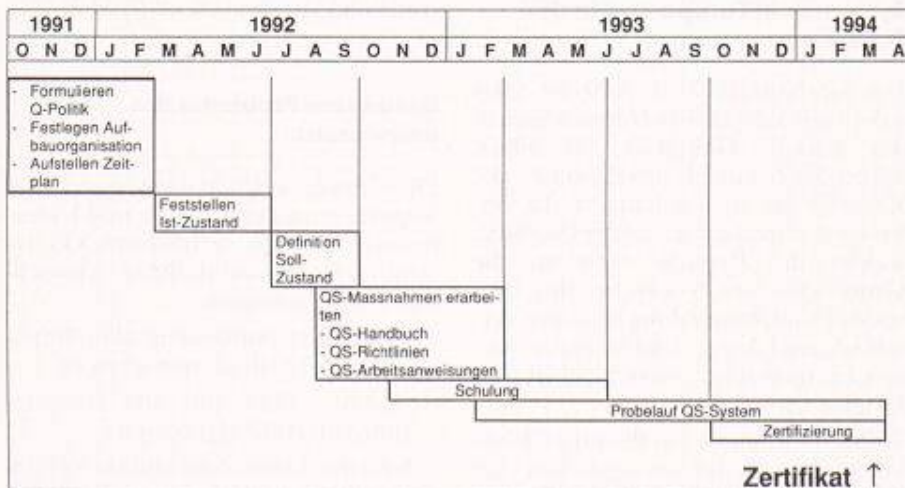 1991 1992 1993 1994
O N D J F M A M J J A S O N D J F M A M J J A S O N D J F M A
- Formulieren
Q-Politik
- Festlegen Auf-
bauorganisation
- Aufstellen Zeit-
plan
Feststellen
Ist-Zustand
Definition
Soll-
Zustand
QS-Massnahmen erarbei-
ten
- QS-Handbuch
- QS-Richtlinien
- QS-Arbeitsanweisungen
Schulung
Probelauf QS-System
Zertifizierung
Zertifikat ↑